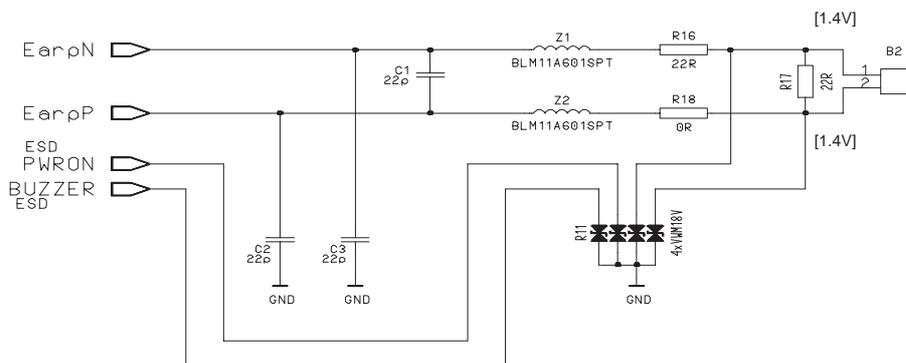 [1.4V]
EarpN
Z1
BLM11A601SPT
R16
22R
B2
C1
22p
R17
22R
1
2
EarpP
Z2
BLM11A601SPT
R18
0R
[1.4V]
ESD
PWRON
BUZZER
ESD
C2
22p
C3
22p
R11
4xVWM18V
GND
GND
GND